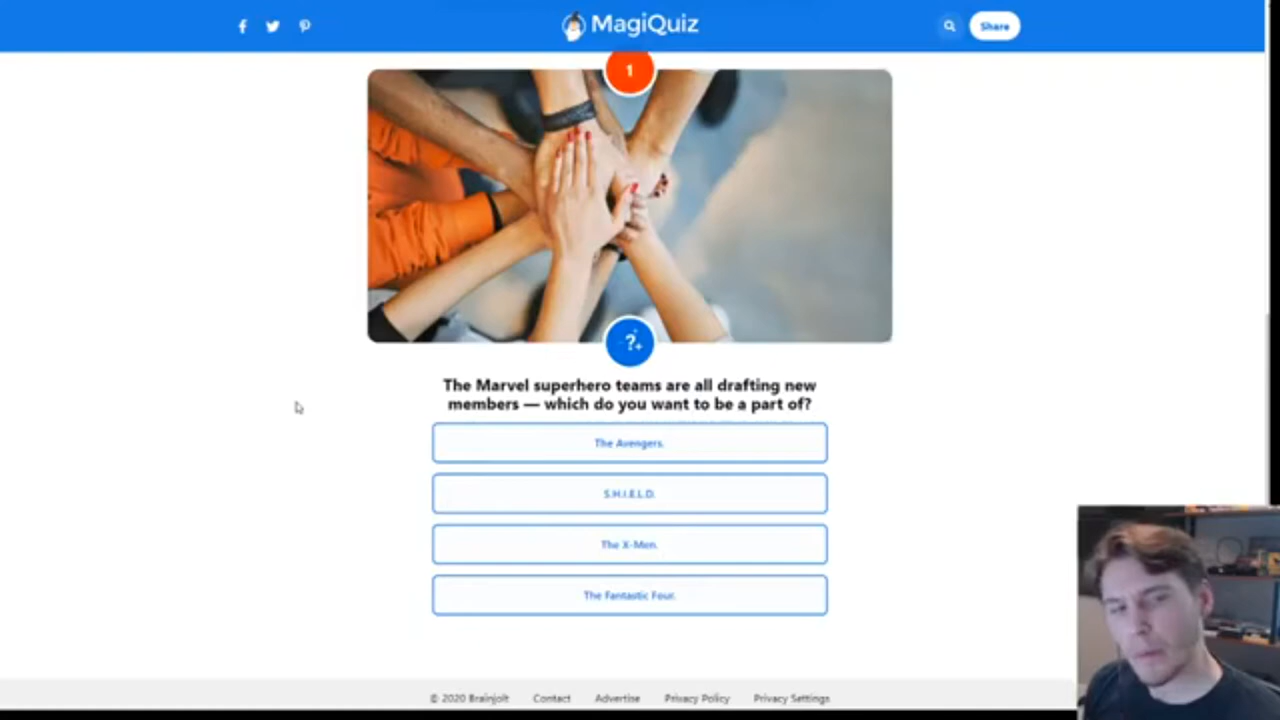 MagiQuiz
Share
1
?
The Marvel superhero teams are all drafting new
members — which do you want to be a part of?
The Avengers.
S.H.I.E.L.D.
The X-Men.
The Fantastic Four.
© 2020 Brainjolt Contact Advertise Privacy Policy Privacy Settings